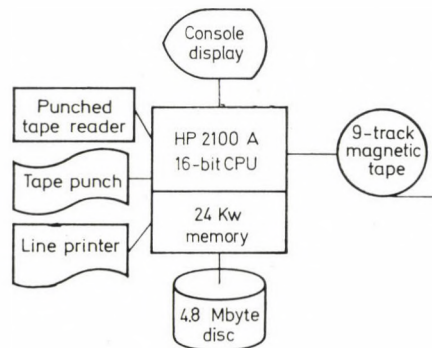 Console
display
Punched
tape reader
HP 2100 A
16-bit CPU
9-track
magnetic
tape
Tape punch
24 Kw
memory
Line printer
4.8 Mbyte
disc